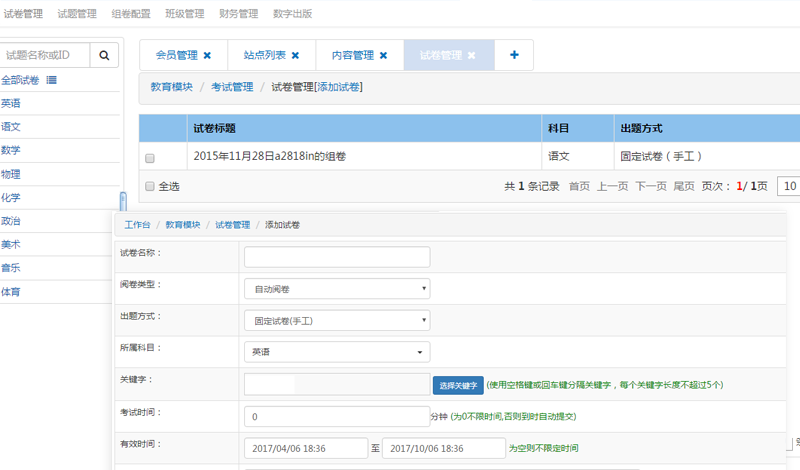 试卷管理 试题管理 组卷配置 班级管理 财务管理 数字出版
试题名称或ID
全部试卷
英语
语文
数学
物理
化学
政治
美术
音乐
体育
会员管理 × 站点列表 × 内容管理 × 试卷管理 × +
教育模块 / 考试管理 / 试卷管理[添加试卷]
试卷标题 科目 出题方式
2015年11月28日a2818in的组卷 语文 固定试卷（手工）
全选 共 1 条记录 首页 上一页 下一页 尾页 页次：1/ 1页 10
工作台 / 教育模块 / 试卷管理 / 添加试卷
试卷名称：
阅卷类型： 自动阅卷
出题方式： 固定试卷(手工)
所属科目： 英语
关键字： 选择关键字 (使用空格键或回车键分隔关键字，每个关键字长度不超过5个)
考试时间： 0 分钟 (为0不限时间,否则到时自动提交)
有效时间： 2017/04/06 18:36 至 2017/10/06 18:36 为空则不限定时间